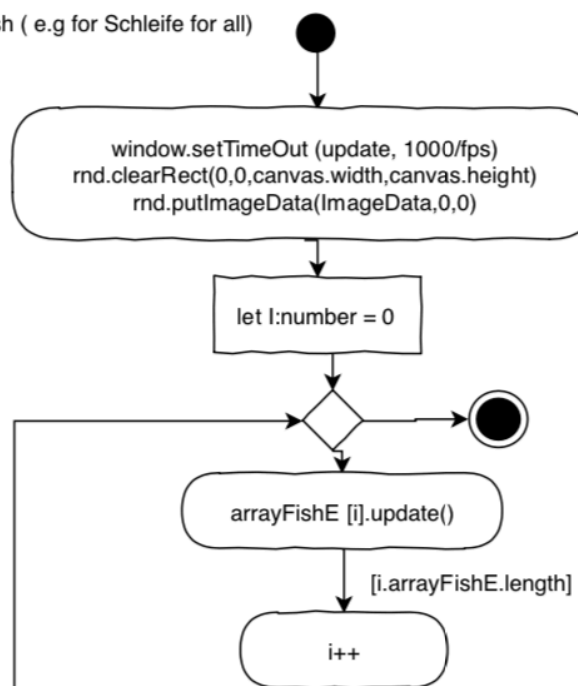 sh ( e.g for Schleife for all)
window.setTimeOut (update, 1000/fps)
rnd.clearRect(0,0,canvas.width,canvas.height)
rnd.putImageData(ImageData,0,0)
let I:number = 0
arrayFishE [i].update()
[i.arrayFishE.length]
i++